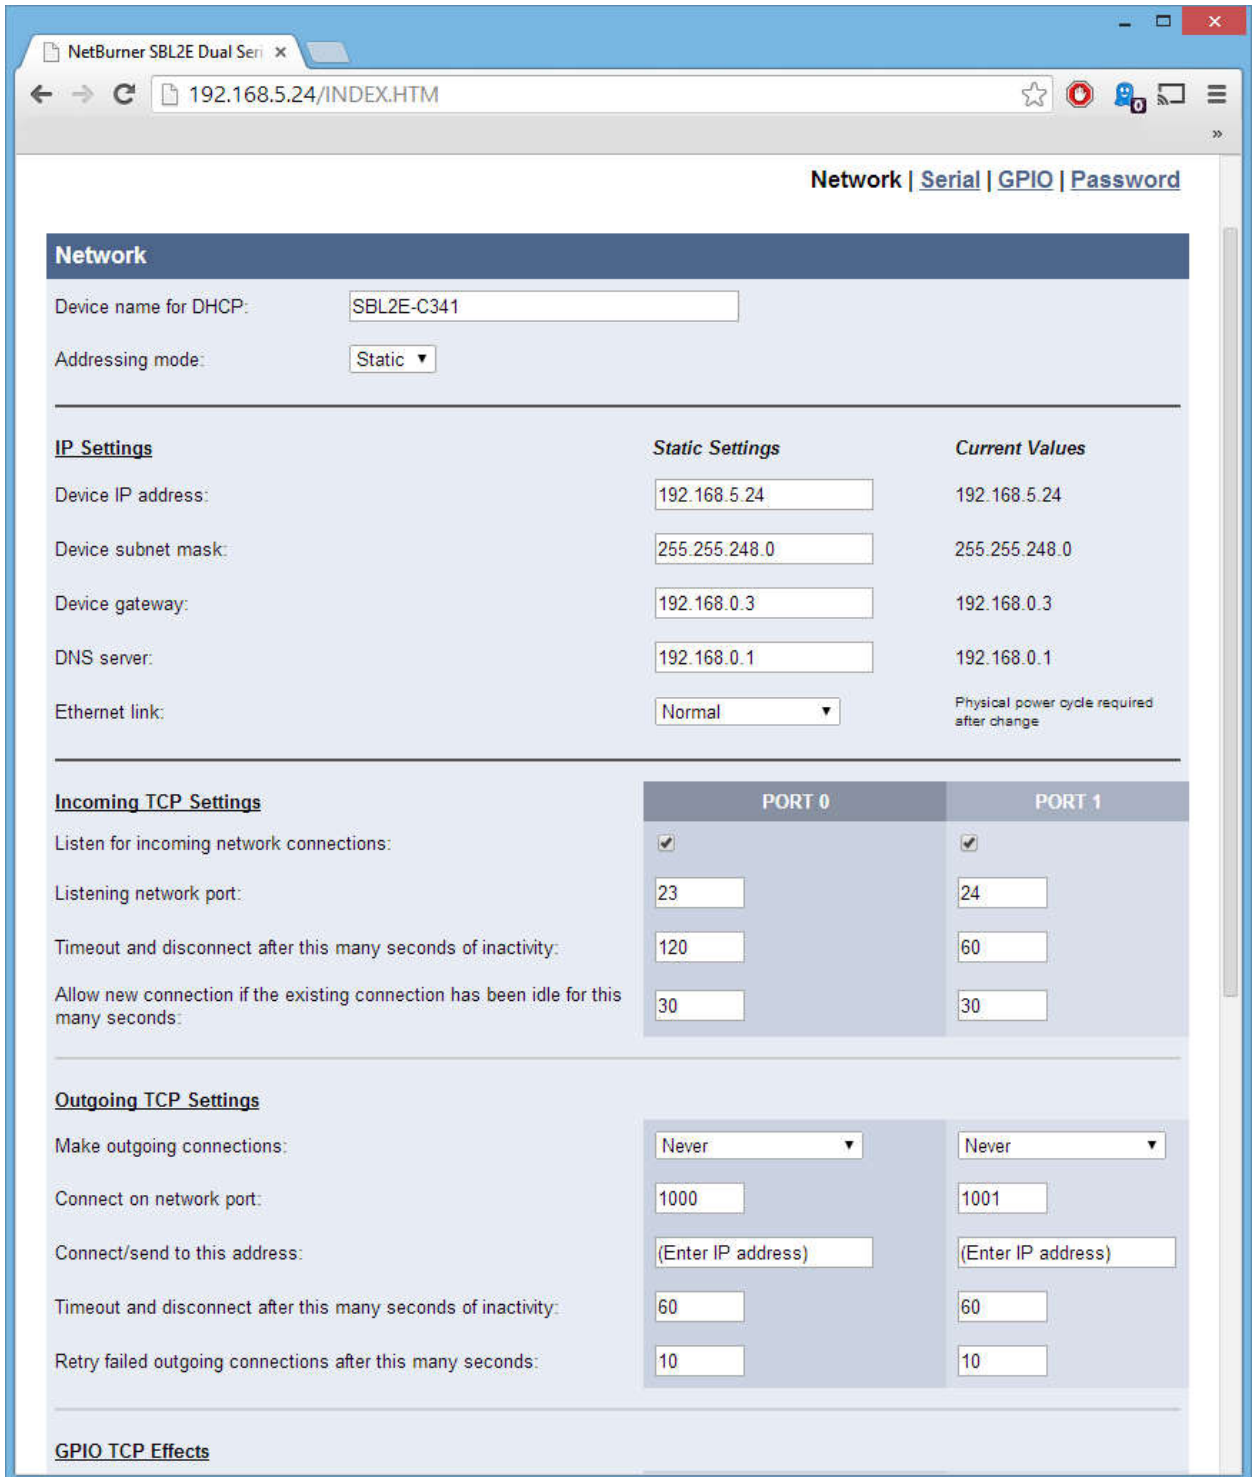 NetBurner SBL2E Dual Seri
192.168.5.24/INDEX.HTM
0
»
Network | Serial | GPIO | Password
Network
Device name for DHCP: SBL2E-C341
Addressing mode: Static
IP Settings Static Settings Current Values
Device IP address: 192.168.5.24 192.168.5.24
Device subnet mask: 255.255.248.0 255.255.248.0
Device gateway: 192.168.0.3 192.168.0.3
DNS server: 192.168.0.1 192.168.0.1
Ethernet link: Normal Physical power cycle required
after change
Incoming TCP Settings PORT 0 PORT 1
Listen for incoming network connections:
Listening network port: 23 24
Timeout and disconnect after this many seconds of inactivity: 120 60
Allow new connection if the existing connection has been idle for this
many seconds: 30 30
Outgoing TCP Settings
Make outgoing connections: Never Never
Connect on network port: 1000 1001
Connect/send to this address: (Enter IP address) (Enter IP address)
Timeout and disconnect after this many seconds of inactivity: 60 60
Retry failed outgoing connections after this many seconds: 10 10
GPIO TCP Effects